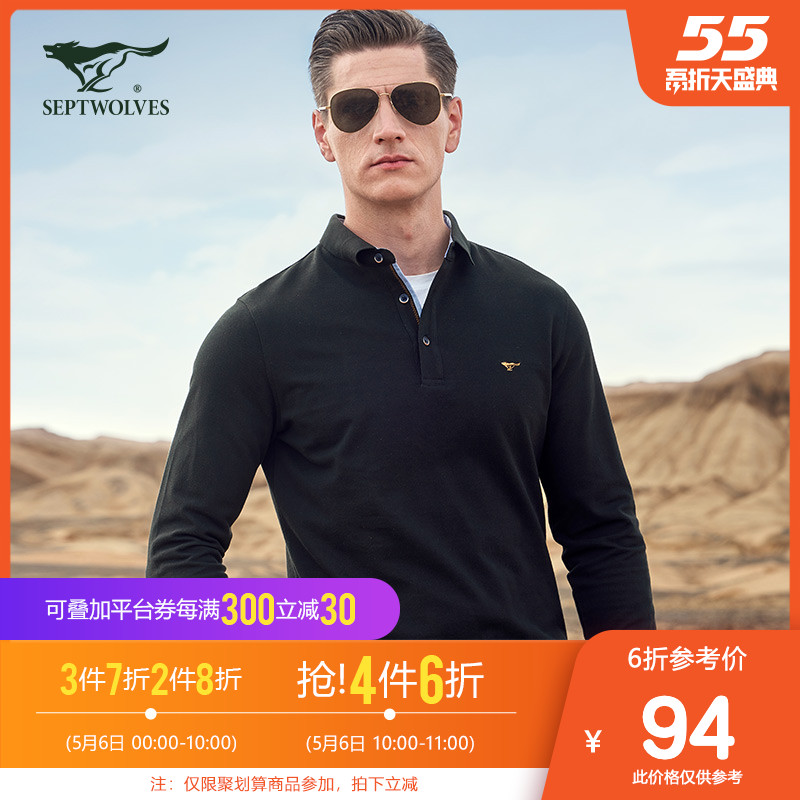 SEPTWOLVES®
55
吾折天盛典
可叠加平台券每满300立减30
3件7折2件8折
抢!4件6折
(5月6日 00:00-10:00)
(5月6日 10:00-11:00)
6折参考价
¥ 94
此价格仅供参考
注：仅限聚划算商品参加，拍下立减